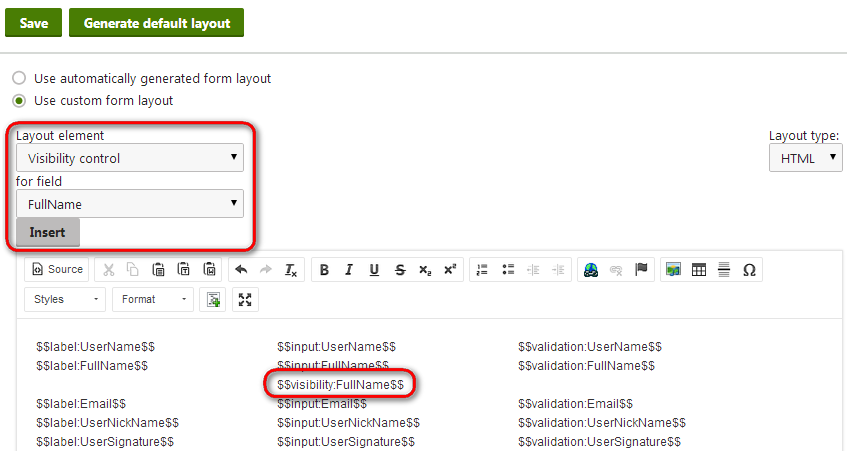 Save Generate default layout
Use automatically generated form layout
Use custom form layout
Layout element Layout type:
Visibility control HTML
for field
FullName
Insert
Source
Styles Format
$$label:UserName$$ $$input:UserName$$ $$validation:UserName$$
$$label:FullName$$ $$input:FullName$$ $$validation:FullName$$
$$visibility:FullName$$
$$label:Email$$ $$input:Email$$ $$validation:Email$$
$$label:UserNickName$$ $$input:UserNickName$$ $$validation:UserNickName$$
$$label:UserSignature$$ $$input:UserSignature$$ $$validation:UserSignature$$